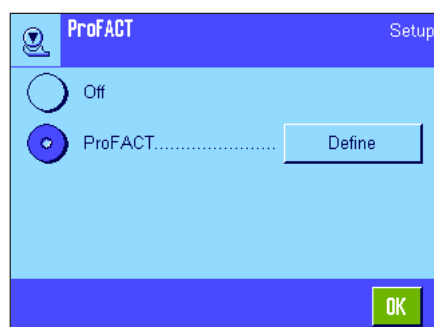 ProFACT Setup
Off
ProFACT....................... Define
OK